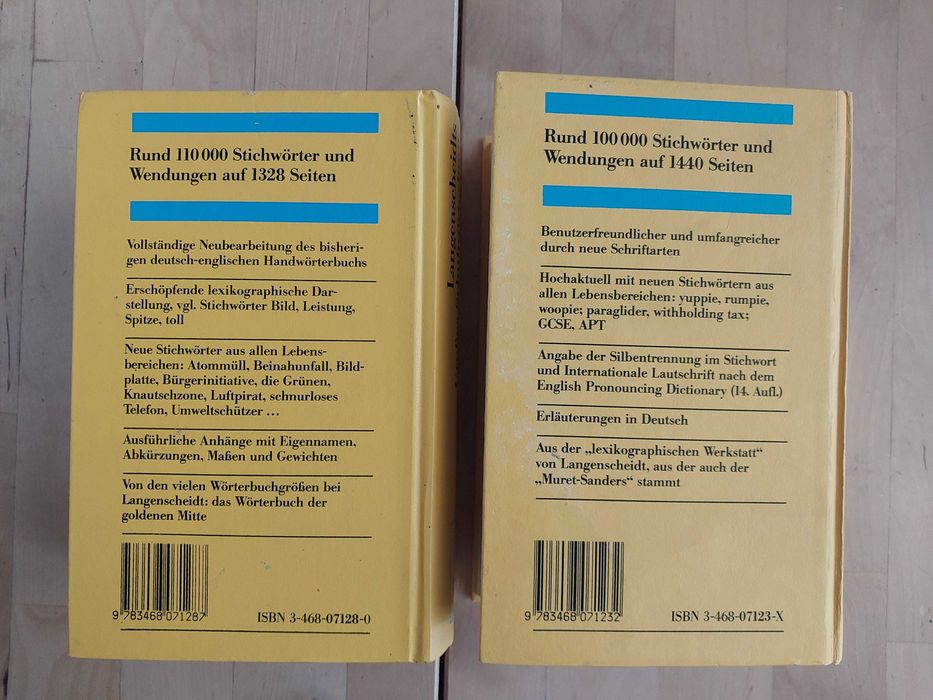 Rund 110 000 Stichwörter und
Wendungen auf 1328 Seiten
Vollständige Neubearbeitung des bisheri-
gen deutsch-englischen Handwörterbuchs
Erschöpfende lexikographische Dar-
stellung, vgl. Stichwörter Bild, Leistung,
Spitze, toll
Neue Stichwörter aus allen Lebens-
bereichen: Atommüll, Beinahunfall, Bild-
platte, Bürgerinitiative, die Grünen,
Knautschzone, Luftpirat, schnurloses
Telefon, Umweltschützer ...
Ausführliche Anhänge mit Eigennamen,
Abkürzungen, Maßen und Gewichten
Von den vielen Wörterbuchgrößen bei
Langenscheidt: das Wörterbuch der
goldenen Mitte
9 783468 071287
ISBN 3-468-07128-0
Langenscheidts
Rund 100 000 Stichwörter und
Wendungen auf 1440 Seiten
Benutzerfreundlicher und umfangreicher
durch neue Schriftarten
Hochaktuell mit neuen Stichwörtern aus
allen Lebensbereichen: yuppie, rumpie,
woopie; paraglider, withholding tax;
GCSE, APT
Angabe der Silbentrennung im Stichwort
und Internationale Lautschrift nach dem
English Pronouncing Dictionary (14. Aufl.)
Erläuterungen in Deutsch
Aus der „lexikographischen Werkstatt“
von Langenscheidt, aus der auch der
„Muret-Sanders“ stammt
9 783468 071232
ISBN 3-468-07123-X